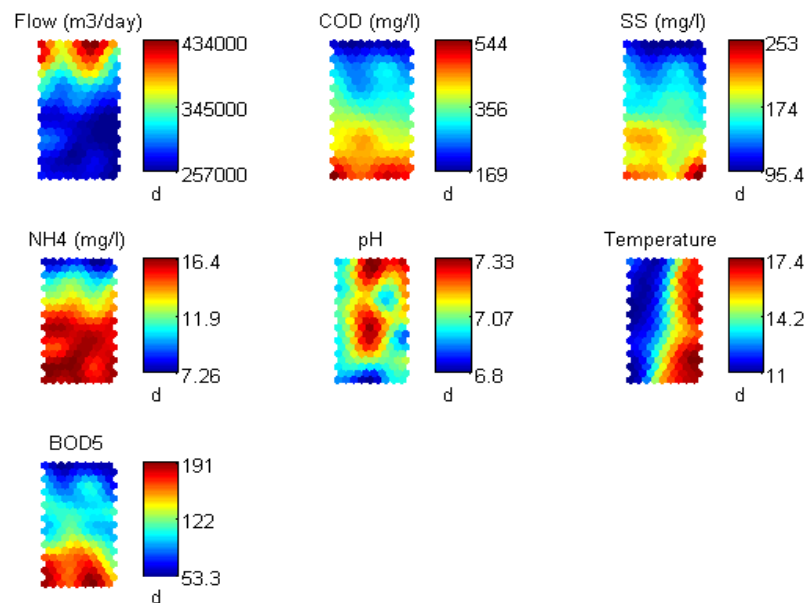 Flow (m3/day)
434000
345000
257000
d
COD (mg/l)
544
356
169
d
SS (mg/l)
253
174
95.4
d
NH4 (mg/l)
16.4
11.9
7.26
d
pH
7.33
7.07
6.8
d
Temperature
17.4
14.2
11
d
BOD5
191
122
53.3
d